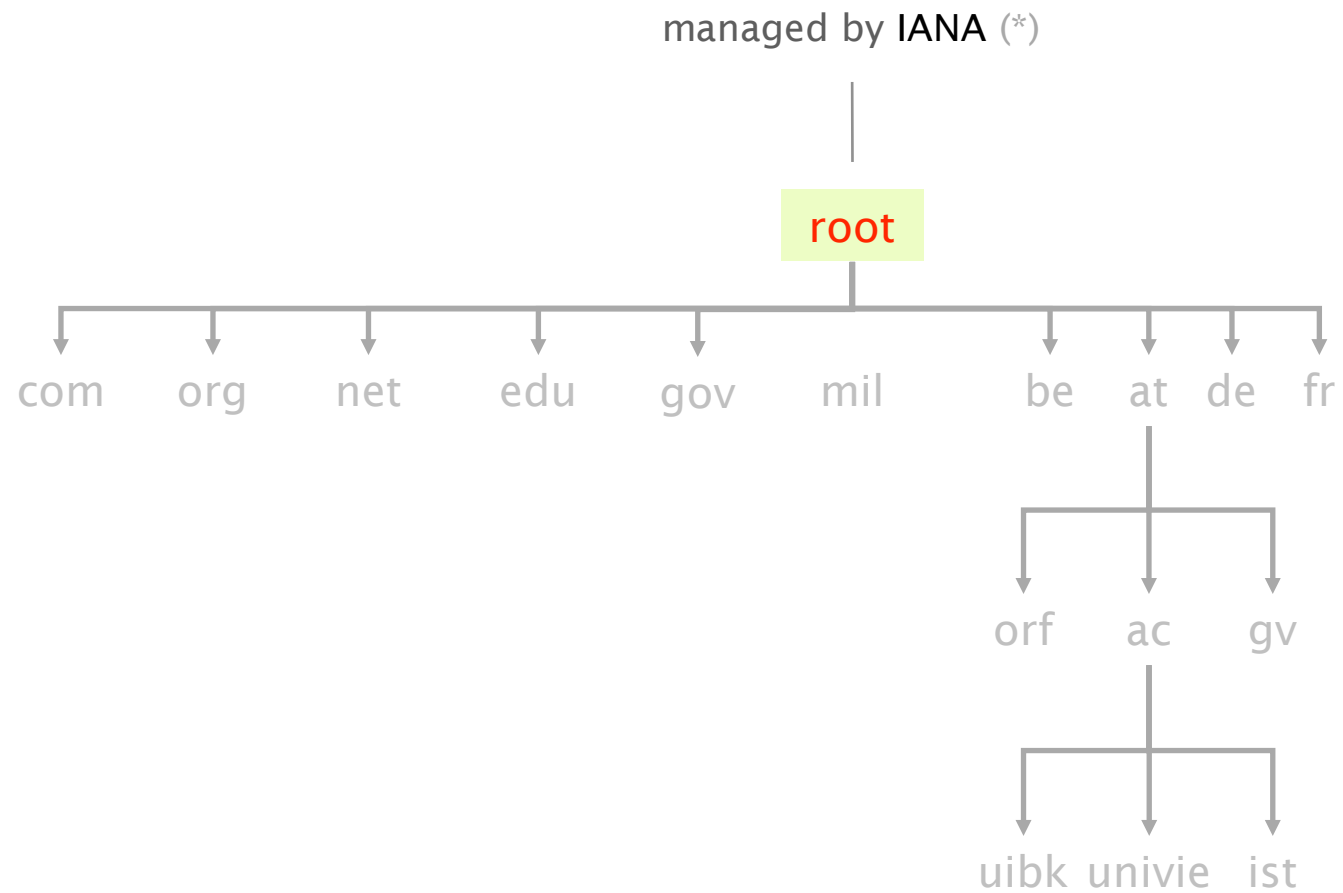 managed by IANA (*)
root
com org net edu gov mil be at de fr
orf ac gv
uibk univie ist